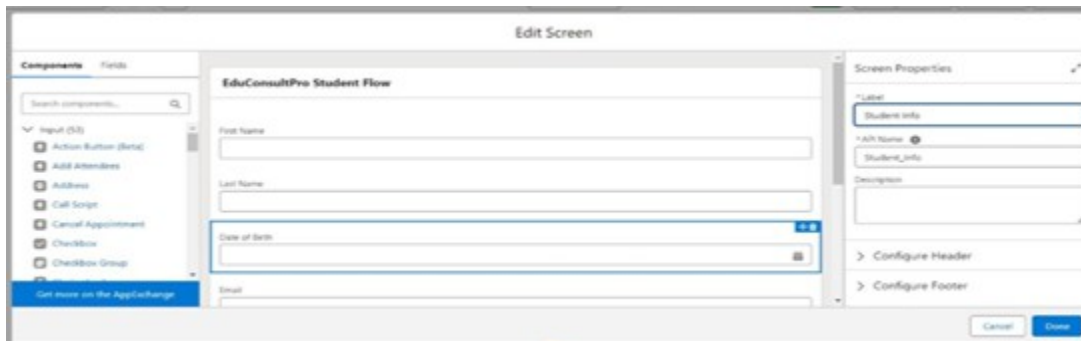 Edit Screen
Components Fields
Search components...
Input (53)
Action Button (Beta)
Add Attendees
Address
Call Script
Cancel Appointment
Checkbox
Checkbox Group
Get more on the AppExchange
EduConsultPro Student Flow
First Name
Last Name
Date of Birth
Email
Screen Properties
*Label
Student Info
*API Name
Student_Info
Description
Configure Header
Configure Footer
Cancel Done